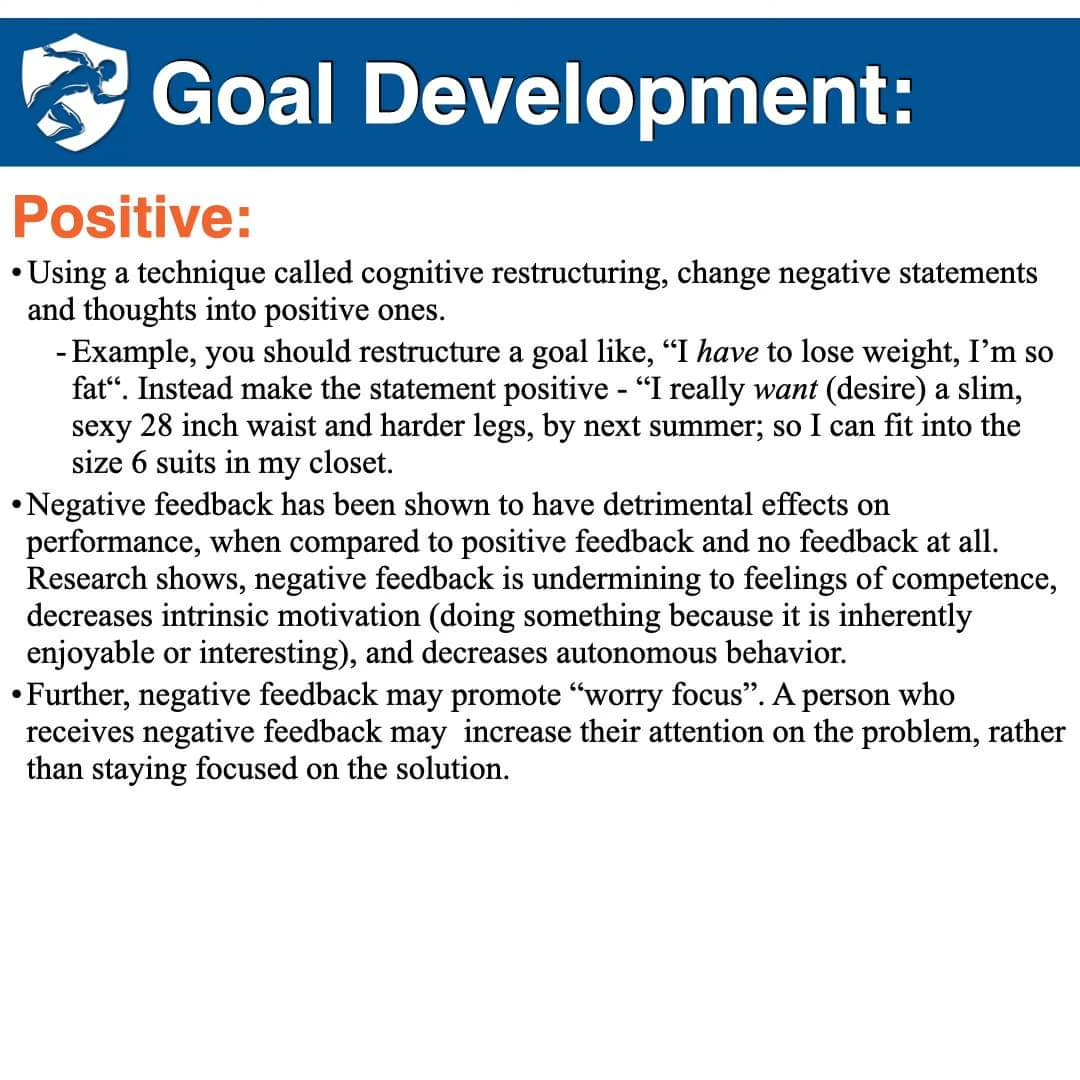 Goal Development:
Positive:
•Using a technique called cognitive restructuring, change negative statements
and thoughts into positive ones.
-Example, you should restructure a goal like, “I have to lose weight, I’m so
fat“. Instead make the statement positive - “I really want (desire) a slim,
sexy 28 inch waist and harder legs, by next summer; so I can fit into the
size 6 suits in my closet.
•Negative feedback has been shown to have detrimental effects on
performance, when compared to positive feedback and no feedback at all.
Research shows, negative feedback is undermining to feelings of competence,
decreases intrinsic motivation (doing something because it is inherently
enjoyable or interesting), and decreases autonomous behavior.
•Further, negative feedback may promote “worry focus”. A person who
receives negative feedback may  increase their attention on the problem, rather
than staying focused on the solution.